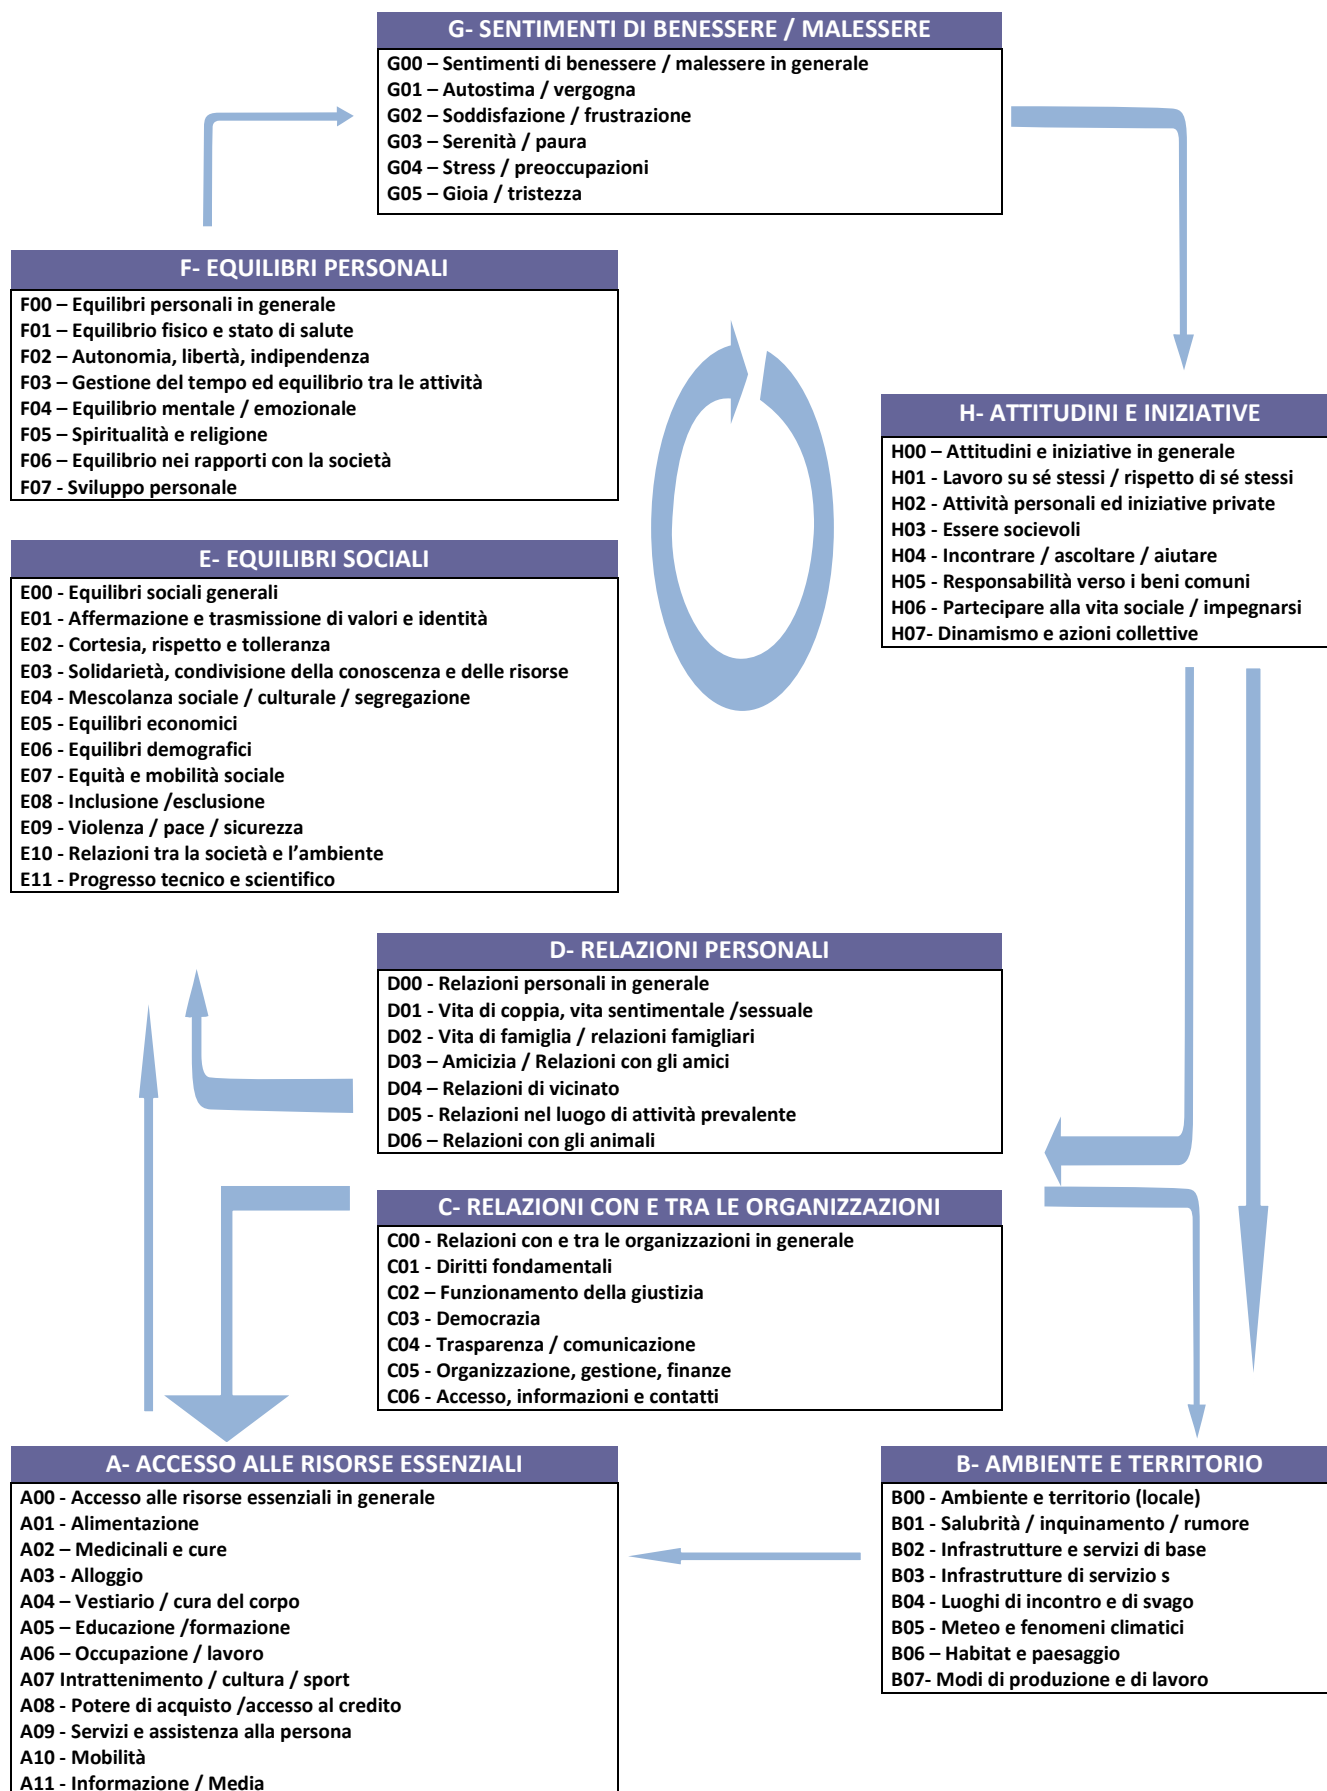 G- SENTIMENTI DI BENESSERE / MALESSERE
G00 – Sentimenti di benessere / malessere in generale
G01 – Autostima / vergogna
G02 – Soddisfazione / frustrazione
G03 – Serenità / paura
G04 – Stress / preoccupazioni
G05 – Gioia / tristezza
F- EQUILIBRI PERSONALI
F00 – Equilibri personali in generale
F01 – Equilibrio fisico e stato di salute
F02 – Autonomia, libertà, indipendenza
F03 – Gestione del tempo ed equilibrio tra le attività
F04 – Equilibrio mentale / emozionale
F05 – Spiritualità e religione
F06 – Equilibrio nei rapporti con la società
F07 - Sviluppo personale
H- ATTITUDINI E INIZIATIVE
H00 – Attitudini e iniziative in generale
H01 - Lavoro su sé stessi / rispetto di sé stessi
H02 - Attività personali ed iniziative private
H03 - Essere socievoli
H04 - Incontrare / ascoltare / aiutare
H05 - Responsabilità verso i beni comuni
H06 - Partecipare alla vita sociale / impegnarsi
H07- Dinamismo e azioni collettive
E- EQUILIBRI SOCIALI
E00 - Equilibri sociali generali
E01 - Affermazione e trasmissione di valori e identità
E02 - Cortesia, rispetto e tolleranza
E03 - Solidarietà, condivisione della conoscenza e delle risorse
E04 - Mescolanza sociale / culturale / segregazione
E05 - Equilibri economici
E06 - Equilibri demografici
E07 - Equità e mobilità sociale
E08 - Inclusione /esclusione
E09 - Violenza / pace / sicurezza
E10 - Relazioni tra la società e l’ambiente
E11 - Progresso tecnico e scientifico
D- RELAZIONI PERSONALI
D00 - Relazioni personali in generale
D01 - Vita di coppia, vita sentimentale /sessuale
D02 - Vita di famiglia / relazioni famigliari
D03 – Amicizia / Relazioni con gli amici
D04 – Relazioni di vicinato
D05 - Relazioni nel luogo di attività prevalente
D06 – Relazioni con gli animali
C- RELAZIONI CON E TRA LE ORGANIZZAZIONI
C00 - Relazioni con e tra le organizzazioni in generale
C01 - Diritti fondamentali
C02 – Funzionamento della giustizia
C03 - Democrazia
C04 - Trasparenza / comunicazione
C05 - Organizzazione, gestione, finanze
C06 - Accesso, informazioni e contatti
A- ACCESSO ALLE RISORSE ESSENZIALI
A00 - Accesso alle risorse essenziali in generale
A01 - Alimentazione
A02 – Medicinali e cure
A03 - Alloggio
A04 – Vestiario / cura del corpo
A05 – Educazione /formazione
A06 – Occupazione / lavoro
A07 Intrattenimento / cultura / sport
A08 - Potere di acquisto /accesso al credito
A09 - Servizi e assistenza alla persona
A10 - Mobilità
A11 - Informazione / Media
B- AMBIENTE E TERRITORIO
B00 - Ambiente e territorio (locale)
B01 - Salubrità / inquinamento / rumore
B02 - Infrastrutture e servizi di base
B03 - Infrastrutture di servizio s
B04 - Luoghi di incontro e di svago
B05 - Meteo e fenomeni climatici
B06 – Habitat e paesaggio
B07- Modi di produzione e di lavoro